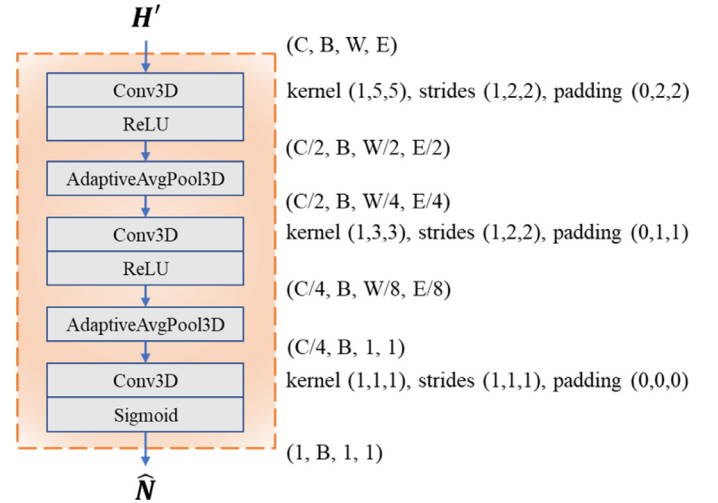 H′
(C, B, W, E)
Conv3D
kernel (1,5,5), strides (1,2,2), padding (0,2,2)
ReLU
(C/2, B, W/2, E/2)
AdaptiveAvgPool3D
(C/2, B, W/4, E/4)
Conv3D
kernel (1,3,3), strides (1,2,2), padding (0,1,1)
ReLU
(C/4, B, W/8, E/8)
AdaptiveAvgPool3D
(C/4, B, 1, 1)
Conv3D
kernel (1,1,1), strides (1,1,1), padding (0,0,0)
Sigmoid
(1, B, 1, 1)
N̂